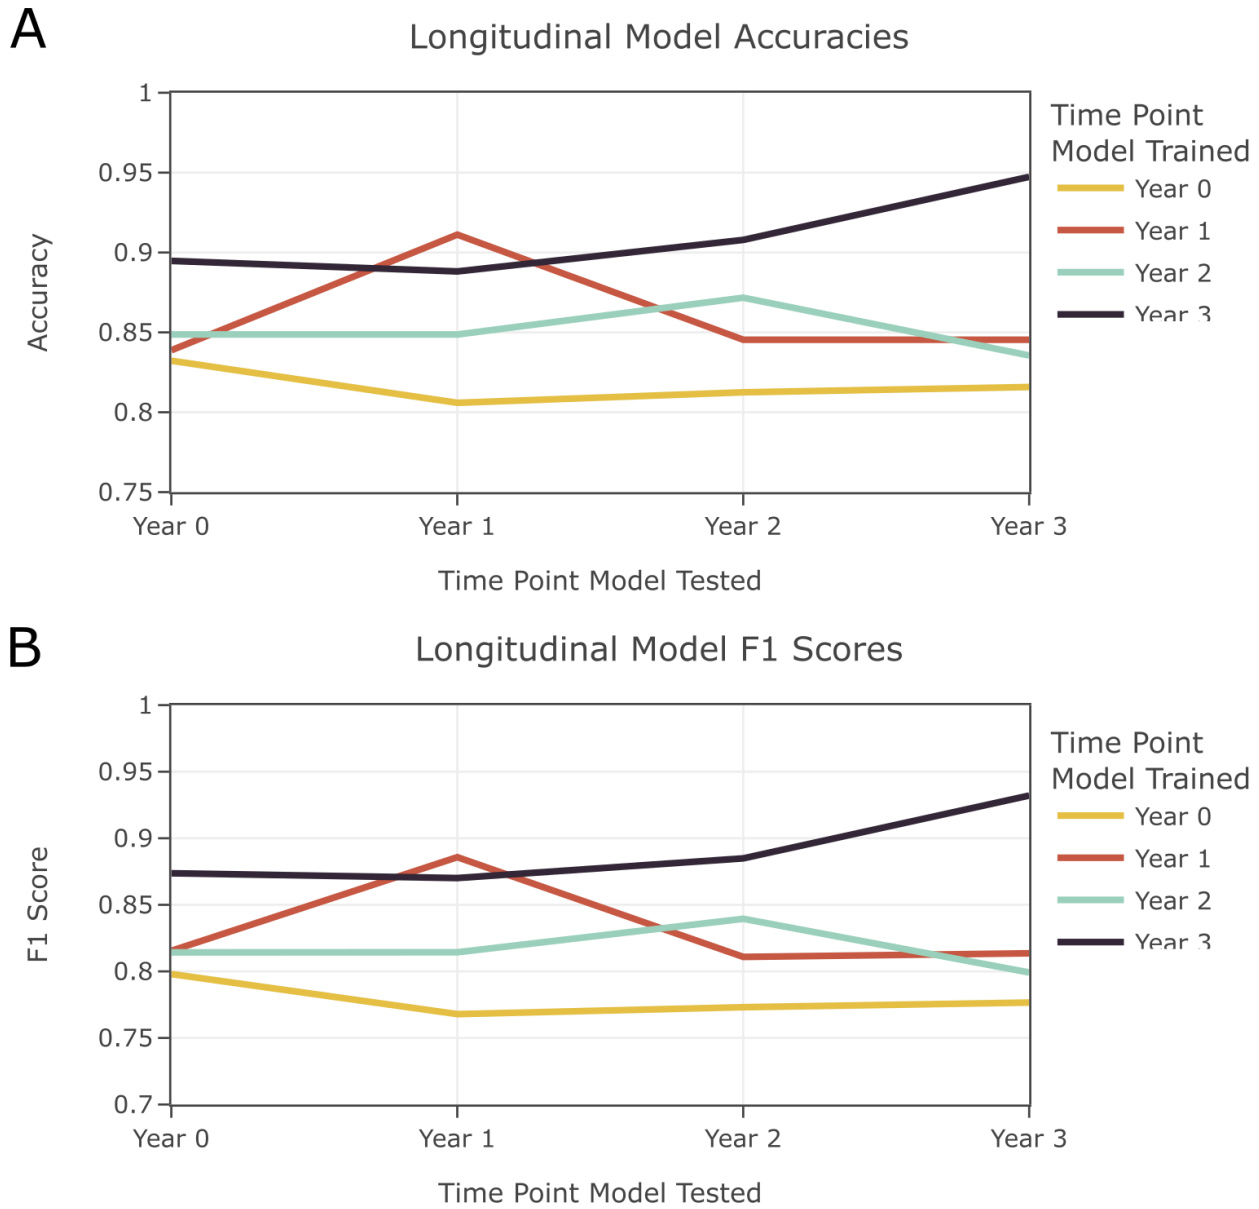 A
Longitudinal Model Accuracies
1
0.95
0.9
0.85
0.8
0.75
Accuracy
Year 0
Year 1
Year 2
Year 3
Time Point Model Tested
Time Point
Model Trained
Year 0
Year 1
Year 2
Year 3
B
Longitudinal Model F1 Scores
1
0.95
0.9
0.85
0.8
0.75
0.7
F1 Score
Year 0
Year 1
Year 2
Year 3
Time Point Model Tested
Time Point
Model Trained
Year 0
Year 1
Year 2
Year 3